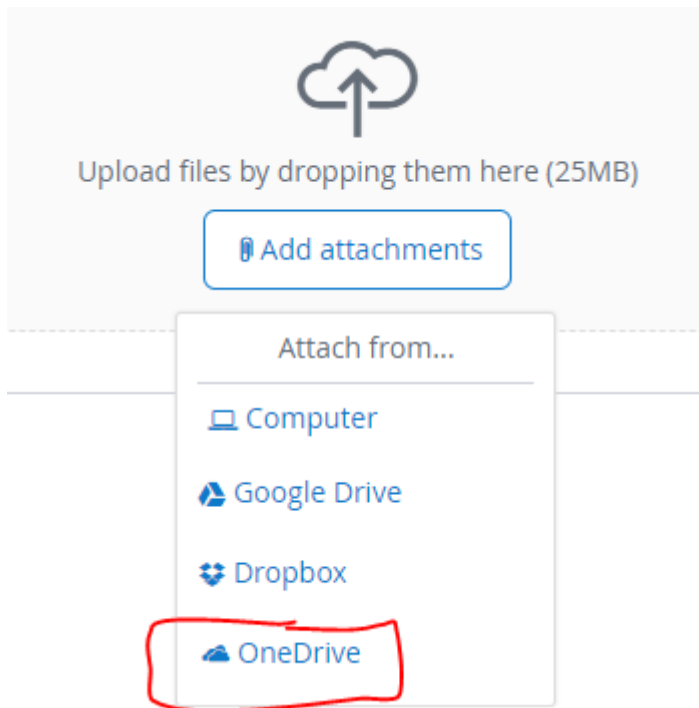 Upload files by dropping them here (25MB)
Add attachments
Attach from...
Computer
Google Drive
Dropbox
OneDrive